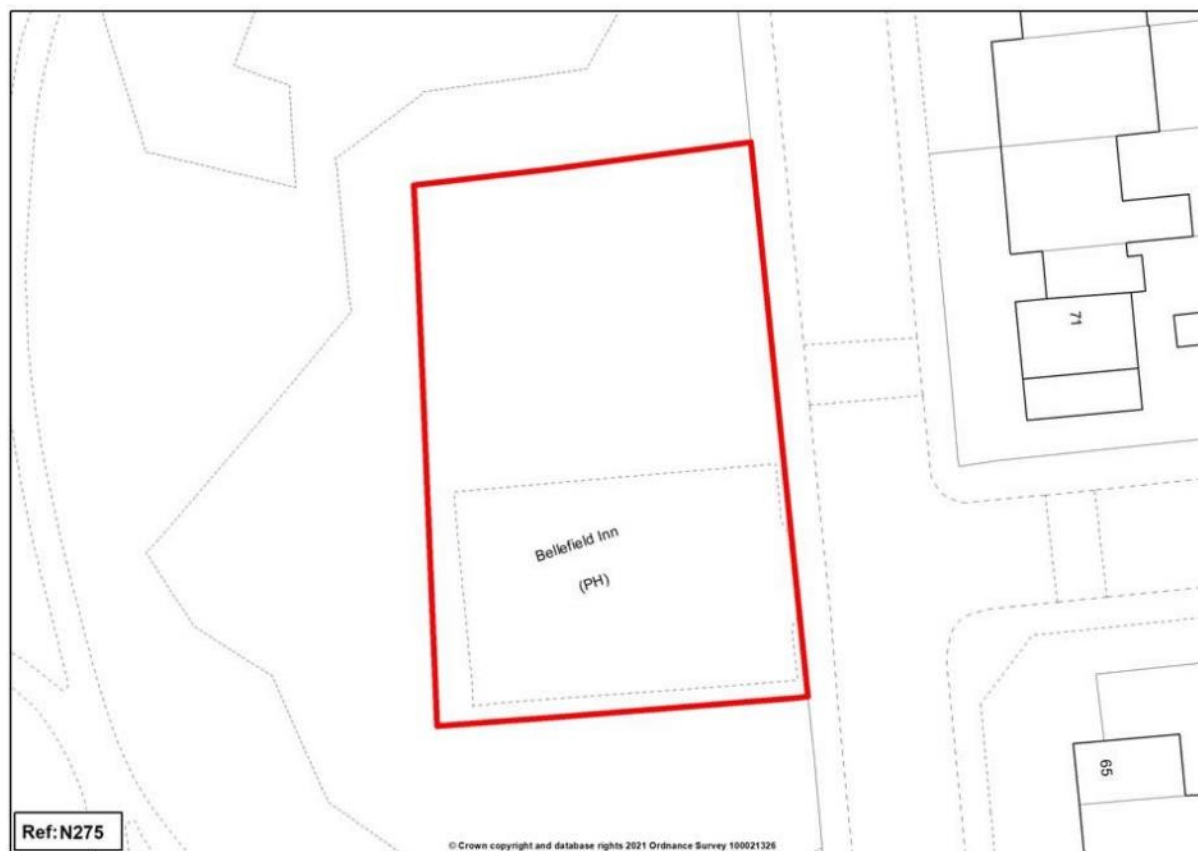 71
Bellefield Inn
(PH)
65
Ref:N275
© Crown copyright and database rights 2021 Ordnance Survey 100021326